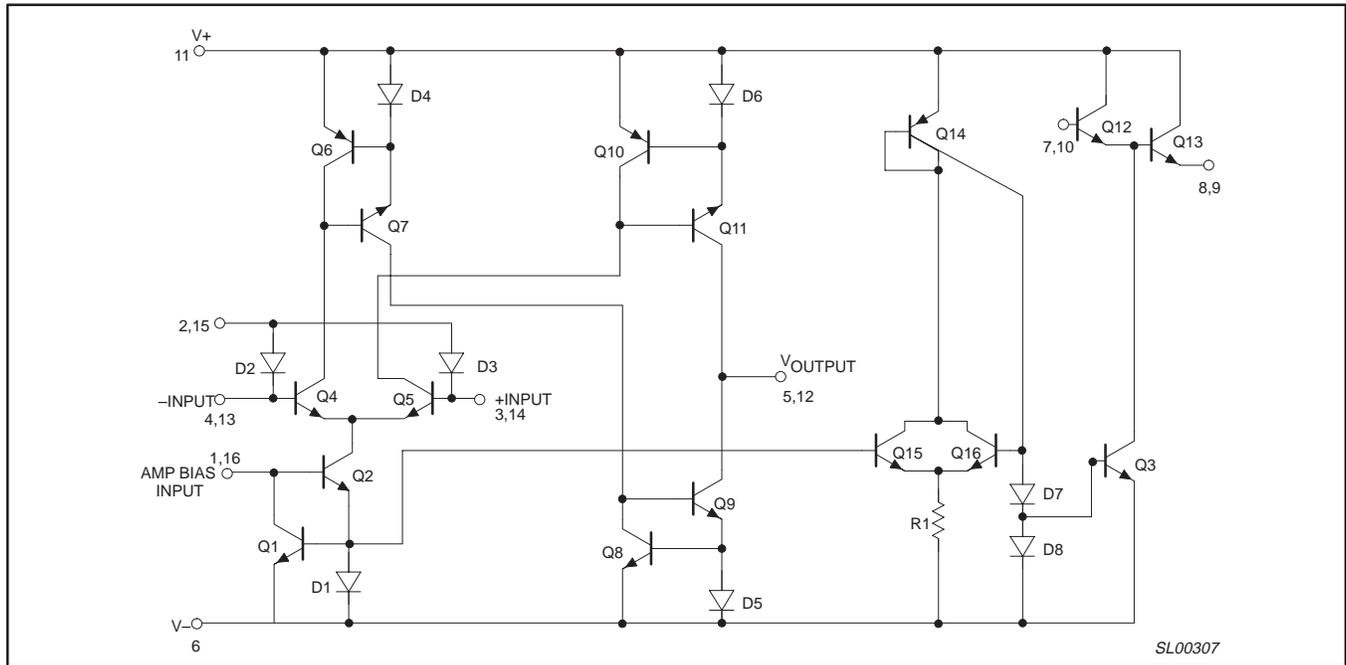 V+
11
D4
D6
Q6
Q10
Q14
Q12
Q13
7,10
8,9
Q7
Q11
2,15
D2
D3
VOUTPUT
5,12
–INPUT
4,13
Q4
Q5
+INPUT
3,14
1,16
AMP BIAS
INPUT
Q2
Q15
Q16
Q3
D7
Q9
R1
Q1
Q8
D8
D1
D5
V–
6
SL00307